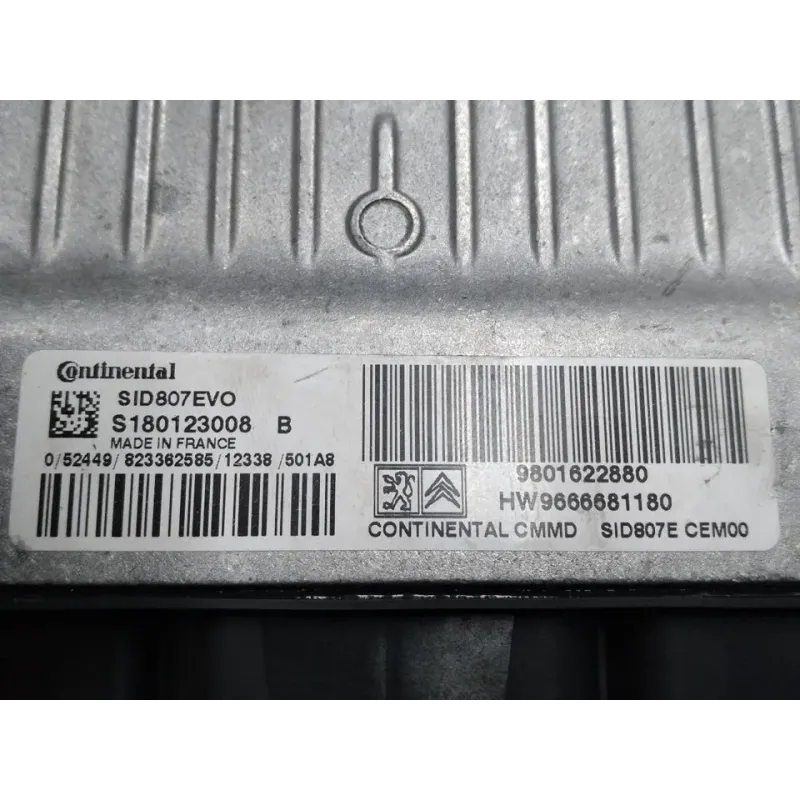 Continental
SID807EVO
S180123008 B
MADE IN FRANCE
0/52449/823362585/12338/501A8
9801622880
HW9666681180
CONTINENTAL CMMD SID807E CEM00